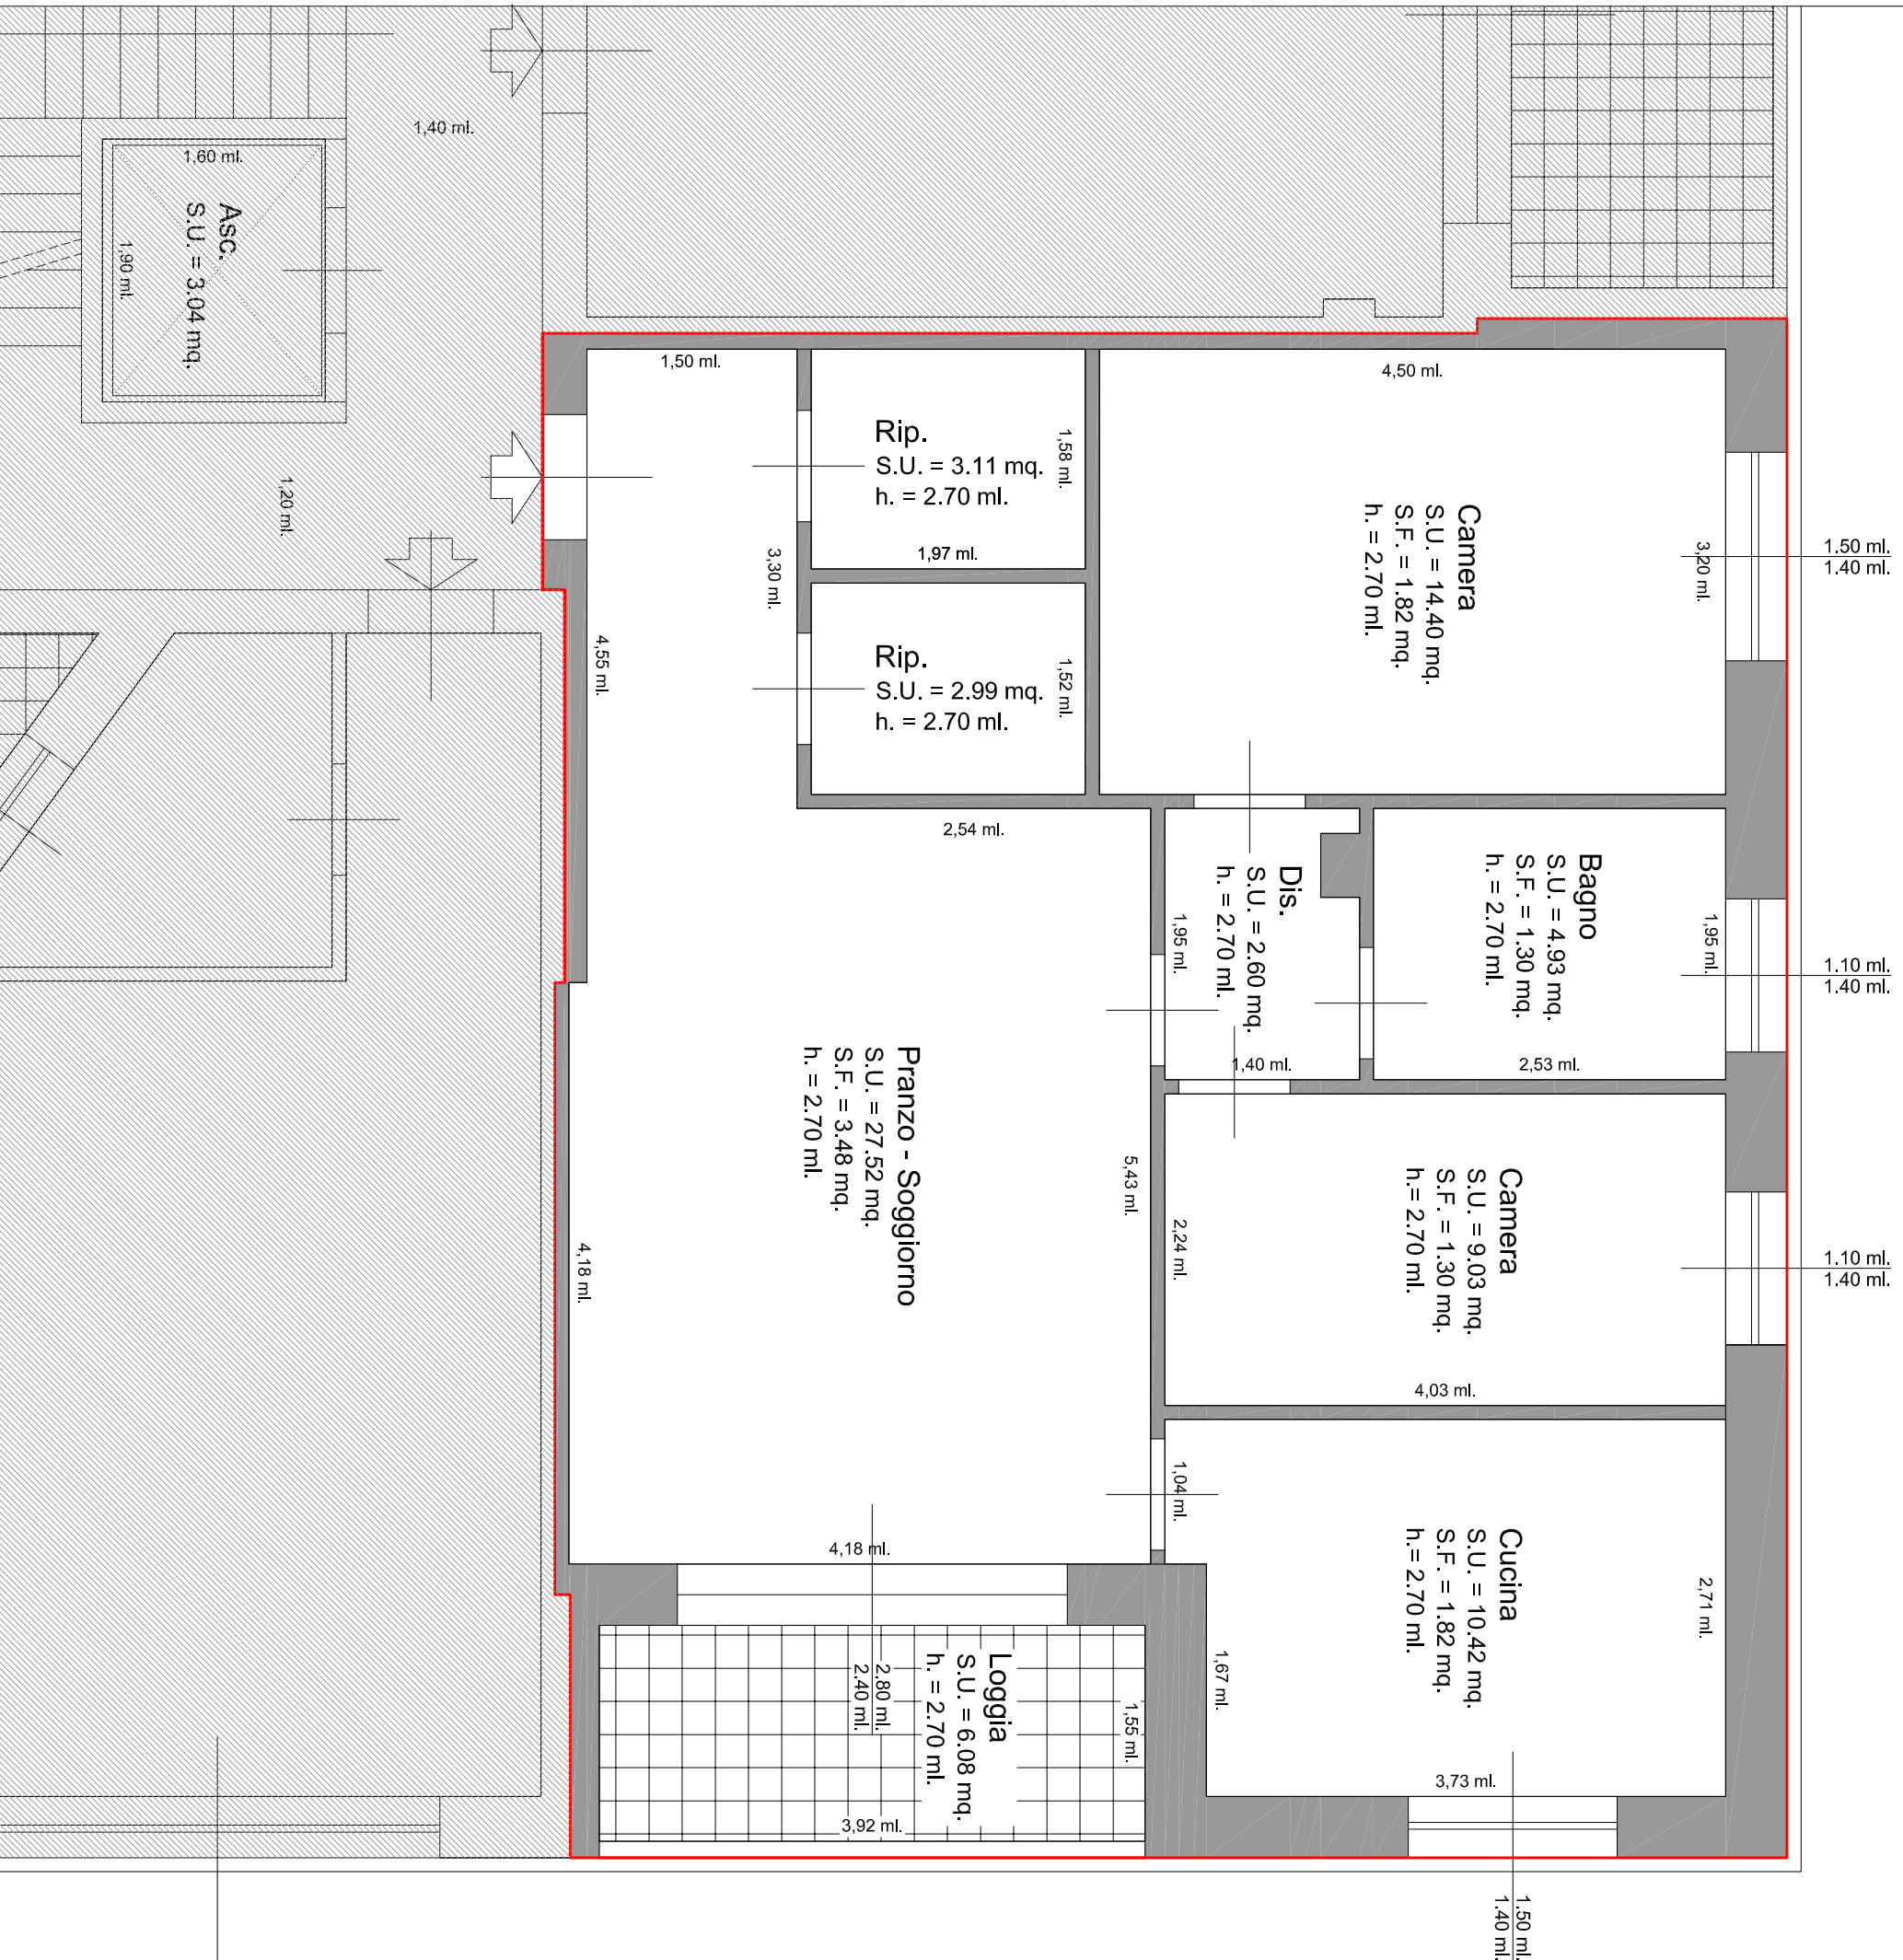 1,40 ml.
1,60 ml.
Asc.
S.U. = 3.04 mq.
1,90 ml.
1,20 ml.
1,50 ml.
Rip.
S.U. = 3.11 mq.
h. = 2.70 ml.
1,58 ml.
1,97 ml.
3,30 ml.
4,55 ml.
Rip.
S.U. = 2.99 mq.
h. = 2.70 ml.
1,52 ml.
2,54 ml.
4,50 ml.
Camera
S.U. = 14.40 mq.
S.F. = 1.82 mq.
h. = 2.70 ml.
3,20 ml.
1.50 ml.
1.40 ml.
Dis.
S.U. = 2.60 mq.
h. = 2.70 ml.
1,95 ml.
1,40 ml.
Bagno
S.U. = 4.93 mq.
S.F. = 1.30 mq.
h. = 2.70 ml.
1,95 ml.
2,53 ml.
1.10 ml.
1.40 ml.
Pranzo - Soggiorno
S.U. = 27.52 mq.
S.F. = 3.48 mq.
h. = 2.70 ml.
5,43 ml.
4,18 ml.
4,18 ml.
Camera
S.U. = 9.03 mq.
S.F. = 1.30 mq.
h.= 2.70 ml.
2,24 ml.
4,03 ml.
1.10 ml.
1.40 ml.
1,04 ml.
Cucina
S.U. = 10.42 mq.
S.F. = 1.82 mq.
h.= 2.70 ml.
2,71 ml.
1,67 ml.
3,73 ml.
Loggia
S.U. = 6.08 mq.
h. = 2.70 ml.
2.80 ml.
2.40 ml.
1,55 ml.
3,92 ml.
1.50 ml.
1.40 ml.